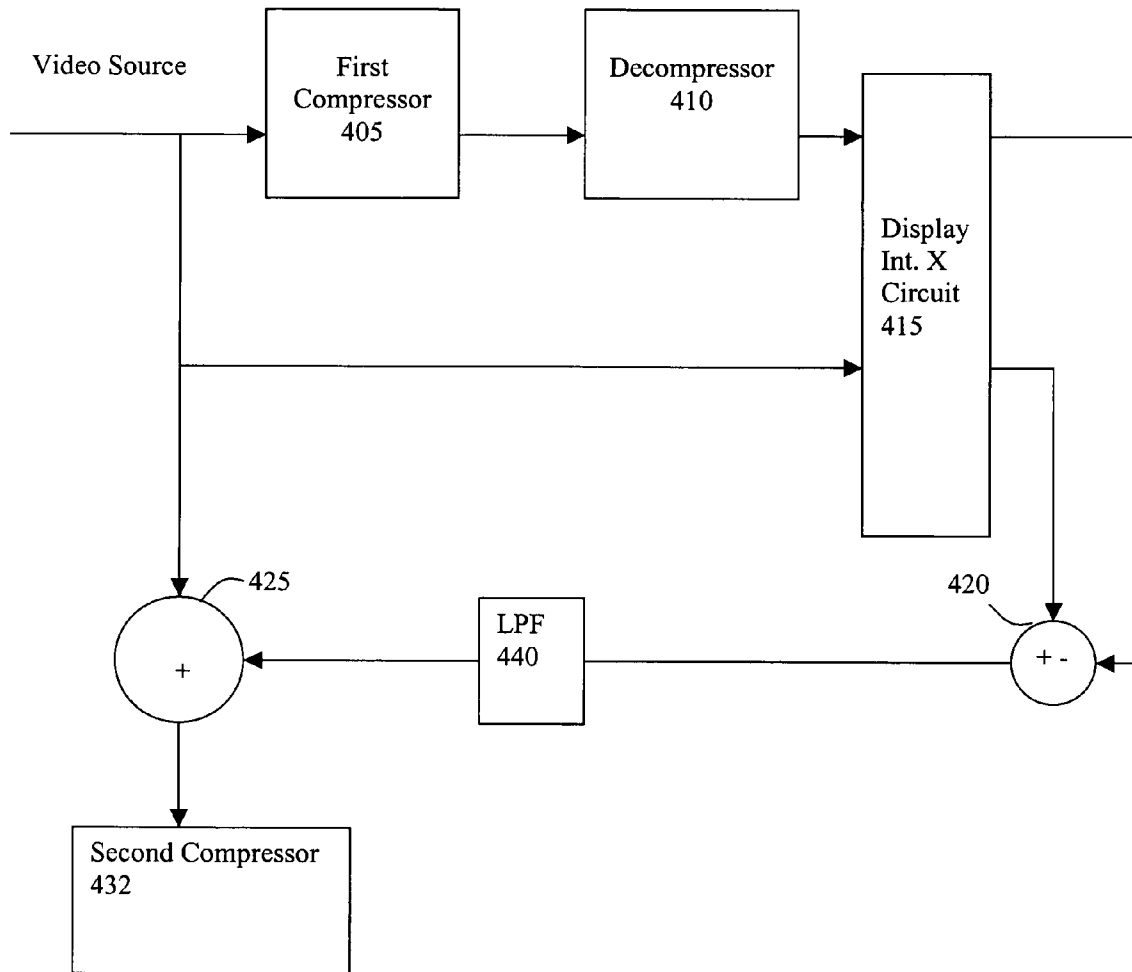 Video Source
First
Compressor
405
Decompressor
410
Display
Int. X
Circuit
415
425
420
LPF
440
+
+ -
Second Compressor
432